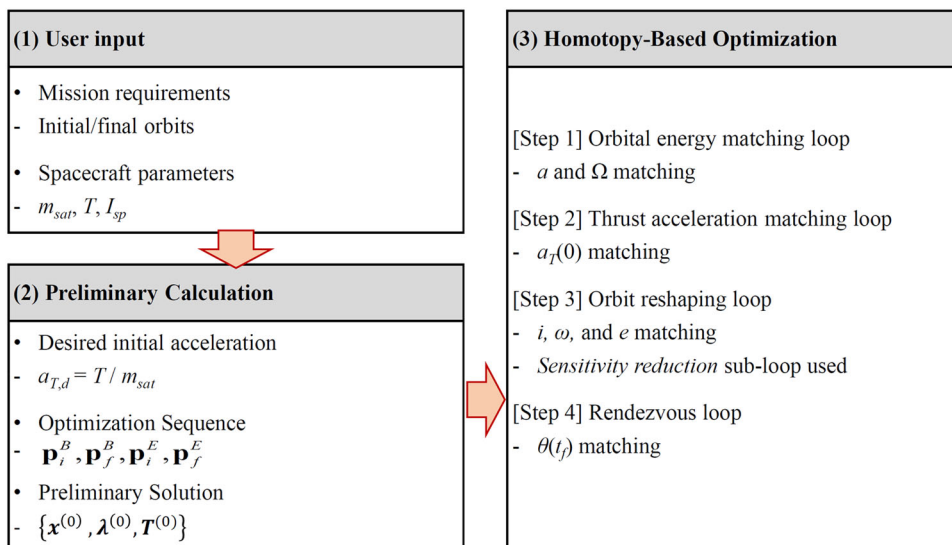 (1) User input
• Mission requirements
- Initial/final orbits
• Spacecraft parameters
- m_sat, T, I_sp
(2) Preliminary Calculation
• Desired initial acceleration
- a_T,d = T / m_sat
• Optimization Sequence
- p_i^B, p_f^B, p_i^E, p_f^E
• Preliminary Solution
- {x^(0), λ^(0), T^(0)}
(3) Homotopy-Based Optimization
[Step 1] Orbital energy matching loop
- a and Ω matching
[Step 2] Thrust acceleration matching loop
- a_T(0) matching
[Step 3] Orbit reshaping loop
- i, ω, and e matching
- Sensitivity reduction sub-loop used
[Step 4] Rendezvous loop
- θ(t_f) matching